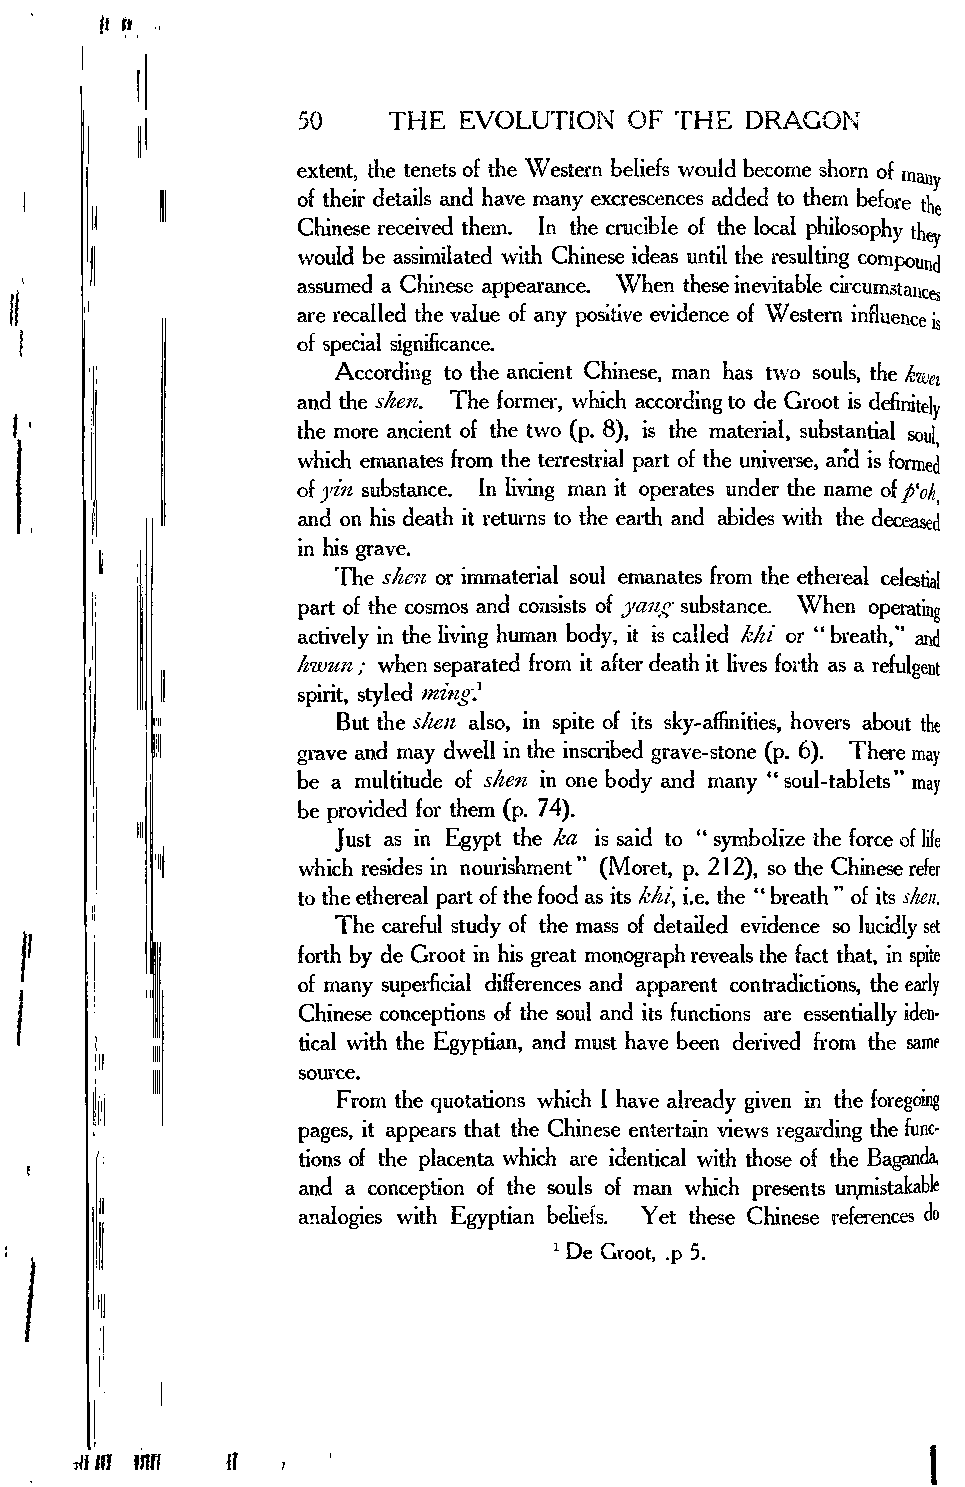 50 THE EVOLUTION OF THE DRAGON
extent, the tenets of the Western beliefs would become shorn of many
of their details and have many excrescences added to them before the
Chinese received them. In the crucible of the local philosophy they
would be assimilated with Chinese ideas until the resulting compound
assumed a Chinese appearance. When these inevitable circumstances
are recalled the value of any positive evidence of Western influence is
of special significance.
According to the ancient Chinese, man has two souls, the kwei
and the shen. The former, which according to de Groot is definitely
the more ancient of the two (p. 8), is the material, substantial soul,
which emanates from the terrestrial part of the universe, and is formed
of yin substance. In living man it operates under the name of p‘oh,
and on his death it returns to the earth and abides with the deceased
in his grave.
The shen or immaterial soul emanates from the ethereal celestial
part of the cosmos and consists of yang substance. When operating
actively in the living human body, it is called khi or “ breath,” and
hwun ; when separated from it after death it lives forth as a refulgent
spirit, styled ming.¹
But the shen also, in spite of its sky-affinities, hovers about the
grave and may dwell in the inscribed grave-stone (p. 6). There may
be a multitude of shen in one body and many “ soul-tablets ” may
be provided for them (p. 74).
Just as in Egypt the ka is said to “ symbolize the force of life
which resides in nourishment ” (Moret, p. 212), so the Chinese refer
to the ethereal part of the food as its khi, i.e. the “ breath ” of its shen.
The careful study of the mass of detailed evidence so lucidly set
forth by de Groot in his great monograph reveals the fact that, in spite
of many superficial differences and apparent contradictions, the early
Chinese conceptions of the soul and its functions are essentially iden-
tical with the Egyptian, and must have been derived from the same
source.
From the quotations which I have already given in the foregoing
pages, it appears that the Chinese entertain views regarding the func-
tions of the placenta which are identical with those of the Baganda,
and a conception of the souls of man which presents unmistakable
analogies with Egyptian beliefs. Yet these Chinese references do
¹ De Groot, .p 5.